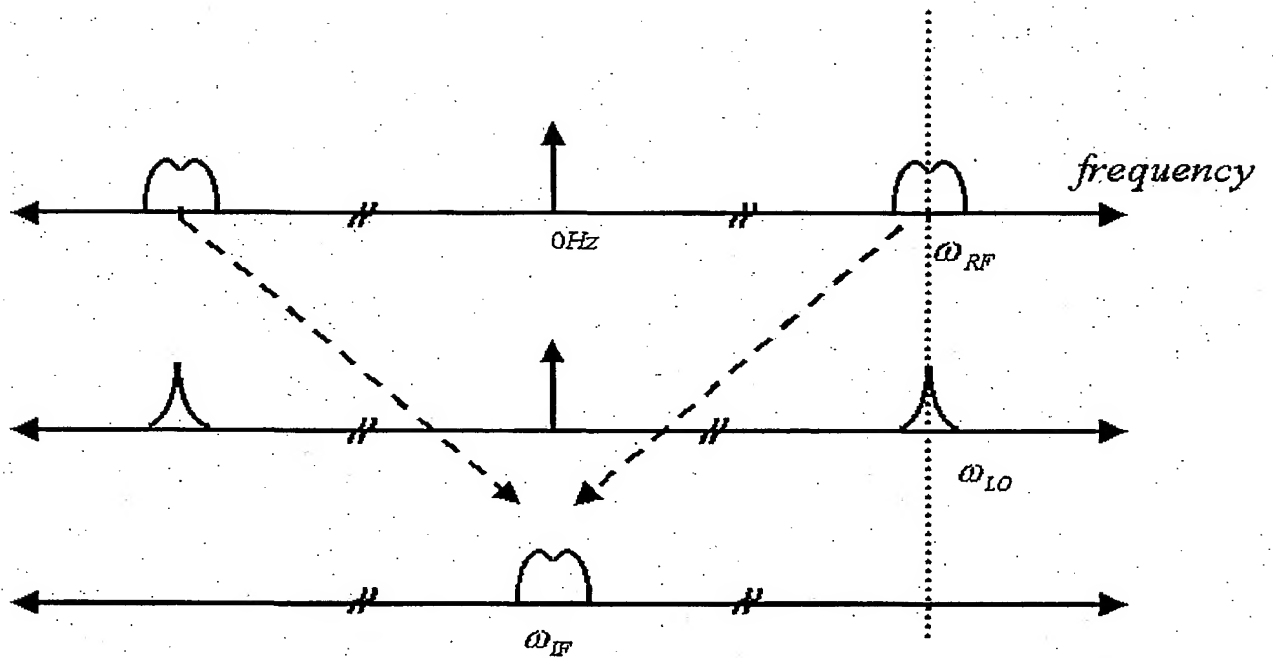 frequency
0Hz
ω_RF
ω_LO
ω_IF